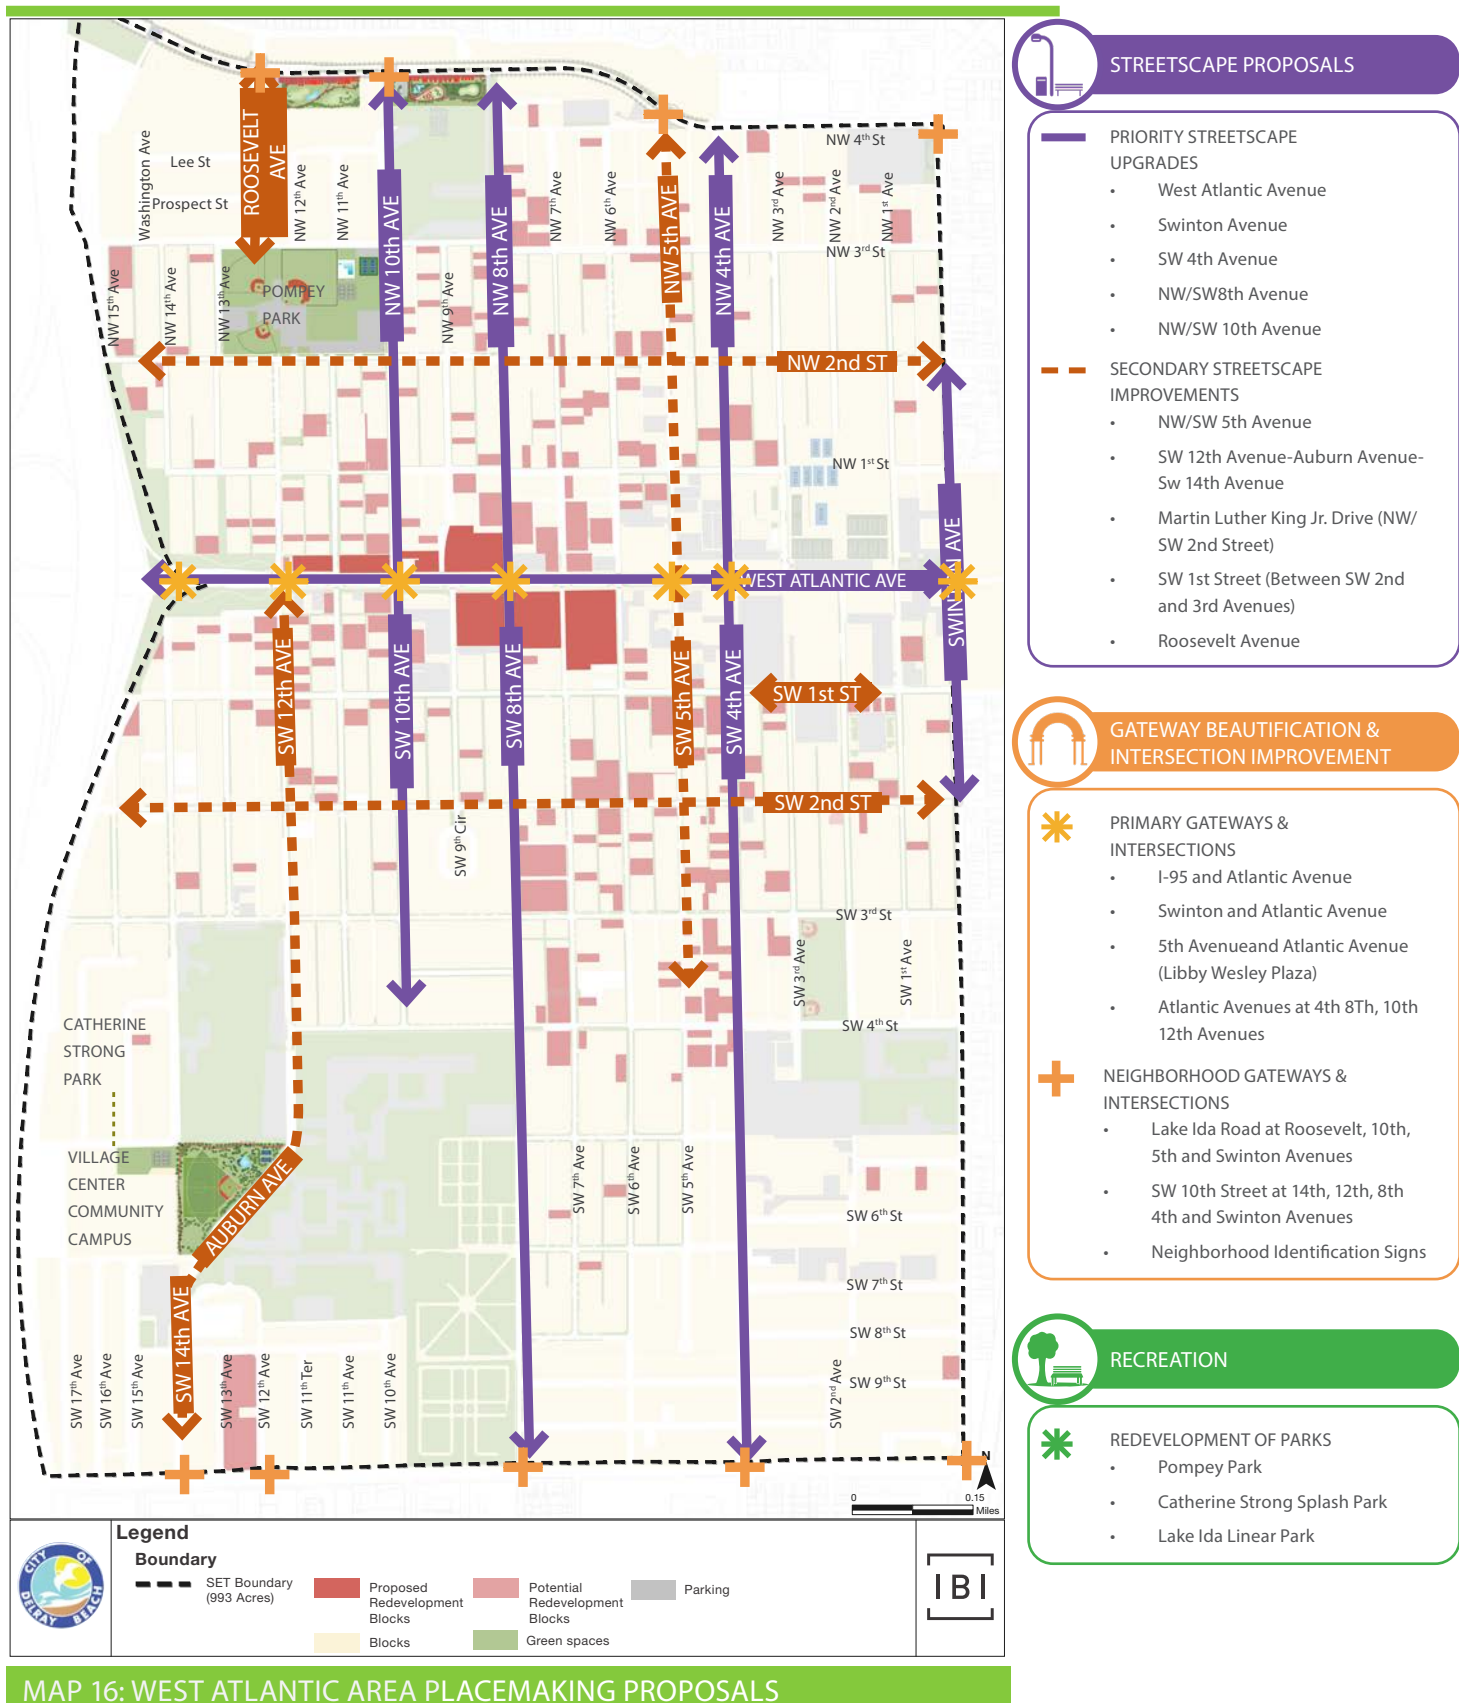 STREETSCAPE PROPOSALS
PRIORITY STREETSCAPE
UPGRADES
• West Atlantic Avenue
• Swinton Avenue
• SW 4th Avenue
• NW/SW8th Avenue
• NW/SW 10th Avenue
SECONDARY STREETSCAPE
IMPROVEMENTS
• NW/SW 5th Avenue
• SW 12th Avenue-Auburn Avenue-
Sw 14th Avenue
• Martin Luther King Jr. Drive (NW/
SW 2nd Street)
• SW 1st Street (Between SW 2nd
and 3rd Avenues)
• Roosevelt Avenue
GATEWAY BEAUTIFICATION &
INTERSECTION IMPROVEMENT
PRIMARY GATEWAYS &
INTERSECTIONS
• I-95 and Atlantic Avenue
• Swinton and Atlantic Avenue
• 5th Avenueand Atlantic Avenue
(Libby Wesley Plaza)
• Atlantic Avenues at 4th 8Th, 10th
12th Avenues
NEIGHBORHOOD GATEWAYS &
INTERSECTIONS
• Lake Ida Road at Roosevelt, 10th,
5th and Swinton Avenues
• SW 10th Street at 14th, 12th, 8th
4th and Swinton Avenues
• Neighborhood Identification Signs
RECREATION
REDEVELOPMENT OF PARKS
• Pompey Park
• Catherine Strong Splash Park
• Lake Ida Linear Park
ROOSEVELT
AVE
Washington Ave
Lee St
Prospect St
NW 12th Ave
NW 11th Ave
NW 10th AVE
NW 8th AVE
NW 7th Ave
NW 6th Ave
NW 5th AVE
NW 4th AVE
NW 3rd Ave
NW 2nd Ave
NW 1st Ave
NW 4th St
NW 3rd St
NW 15th Ave
NW 14th Ave
NW 13th Ave
POMPEY
PARK
NW 9th Ave
NW 2nd ST
NW 1st St
WEST ATLANTIC AVE
SWINTON AVE
SW 12th AVE
SW 10th AVE
SW 8th AVE
SW 5th AVE
SW 4th AVE
SW 1st ST
SW 2nd ST
SW 9th Cir
SW 3rd St
SW 3rd Ave
SW 1st Ave
SW 4th St
CATHERINE
STRONG
PARK
VILLAGE
CENTER
COMMUNITY
CAMPUS
AUBURN AVE
SW 14th AVE
SW 7th Ave
SW 6th Ave
SW 5th Ave
SW 6th St
SW 7th St
SW 8th St
SW 9th St
SW 2nd Ave
SW 17th Ave
SW 16th Ave
SW 15th Ave
SW 13th Ave
SW 12th Ave
SW 11th Ter
SW 11th Ave
SW 10th Ave
N
0 0.15
Miles
CITY OF
DELRAY BEACH
Legend
Boundary
SET Boundary
(993 Acres)
Proposed
Redevelopment
Blocks
Blocks
Potential
Redevelopment
Blocks
Green spaces
Parking
IBI
MAP 16: WEST ATLANTIC AREA PLACEMAKING PROPOSALS